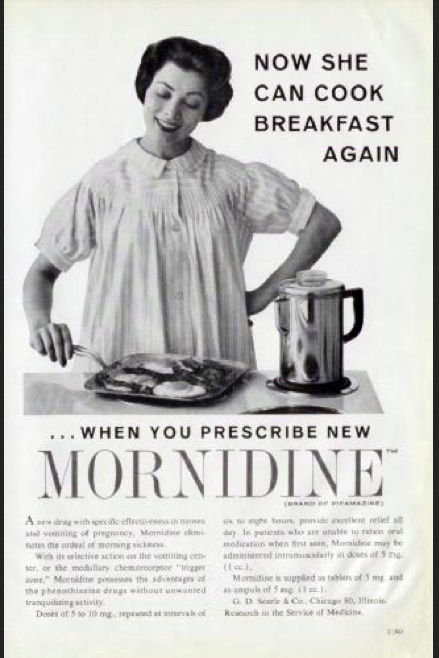 NOW SHE
CAN COOK
BREAKFAST
AGAIN
...WHEN YOU PRESCRIBE NEW
MORNIDINE™
(BRAND OF PIPAMAZINE)
A new drug with specific effectiveness in nausea
and vomiting of pregnancy, Mornidine elimi-
nates the ordeal of morning sickness.
With its selective action on the vomiting cen-
ter, or the medullary chemoreceptor "trigger
zone," Mornidine possesses the advantages of
the phenothiazine drugs without unwanted
tranquilizing activity.
Doses of 5 to 10 mg., repeated at intervals of
six to eight hours, provide excellent relief all
day. In patients who are unable to retain oral
medication when first seen, Mornidine may be
administered intramuscularly in doses of 5 mg.
(1 cc.).
Mornidine is supplied as tablets of 5 mg. and
as ampuls of 5 mg. (1 cc.).
G. D. Searle & Co., Chicago 80, Illinois.
Research in the Service of Medicine.